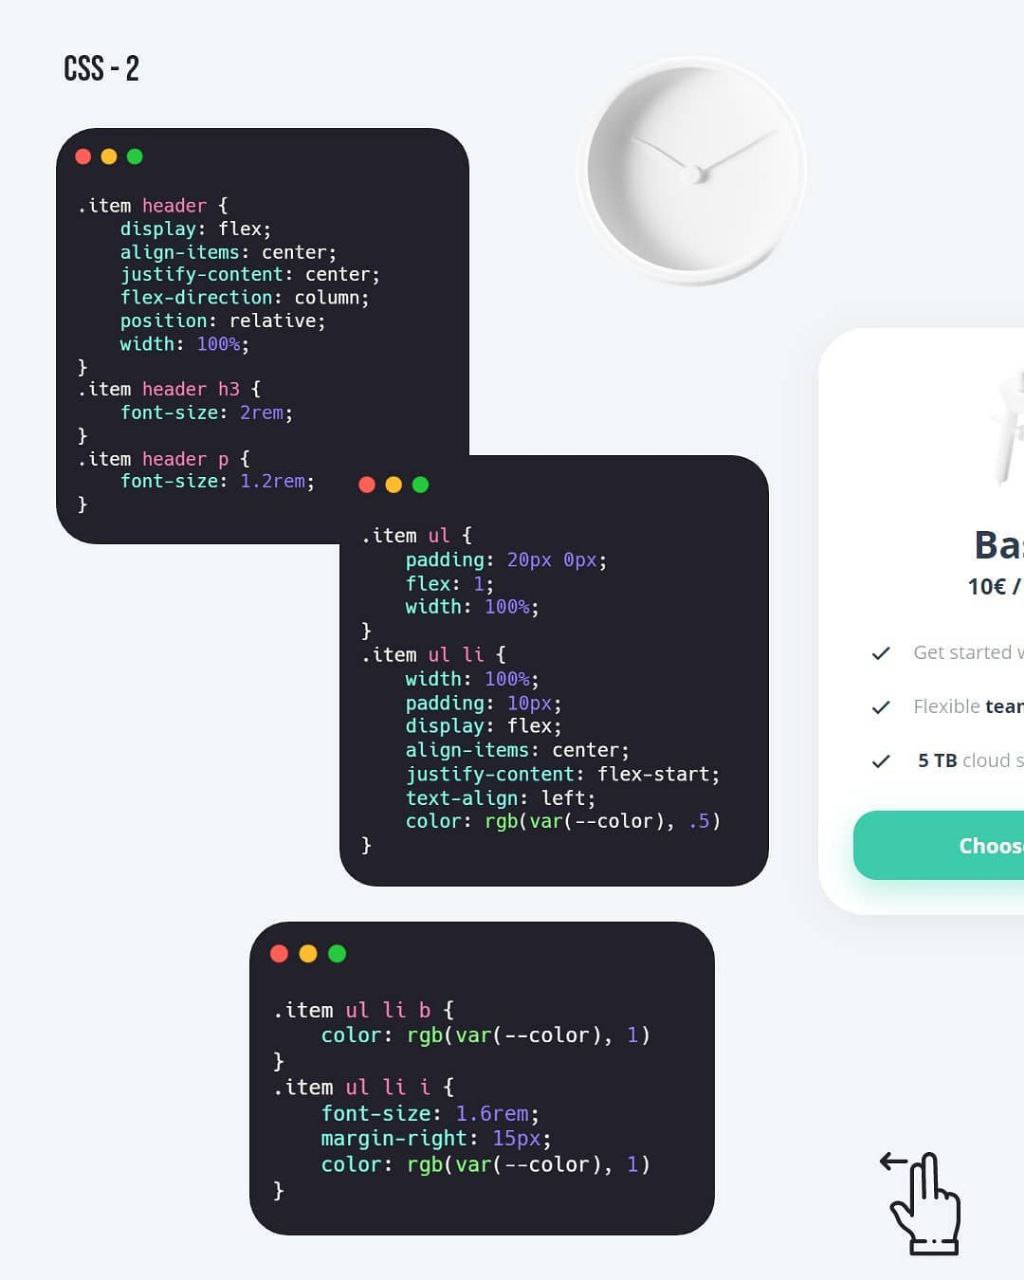 CSS - 2
.item header {
    display: flex;
    align-items: center;
    justify-content: center;
    flex-direction: column;
    position: relative;
    width: 100%;
}
.item header h3 {
    font-size: 2rem;
}
.item header p {
    font-size: 1.2rem;
}
.item ul {
    padding: 20px 0px;
    flex: 1;
    width: 100%;
}
.item ul li {
    width: 100%;
    padding: 10px;
    display: flex;
    align-items: center;
    justify-content: flex-start;
    text-align: left;
    color: rgb(var(--color), .5)
}
.item ul li b {
    color: rgb(var(--color), 1)
}
.item ul li i {
    font-size: 1.6rem;
    margin-right: 15px;
    color: rgb(var(--color), 1)
}
10€ /
Get started
Flexible
5 TB cloud